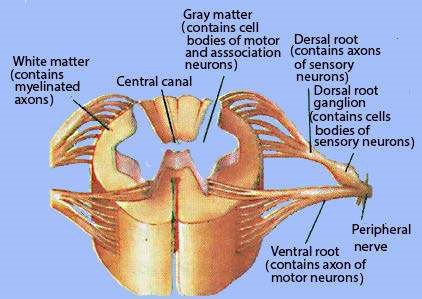 Gray matter
(contains cell
bodies of motor
and asssociation
neurons)
White matter
(contains
myelinated
axons)
Central canal
Dersal root
(contains axons
of sensory
neurons)
Dorsal root
ganglion
(contains cells
bodies of
sensory neurons)
Peripheral
nerve
Ventral root
(contains axon of
motor neurons)